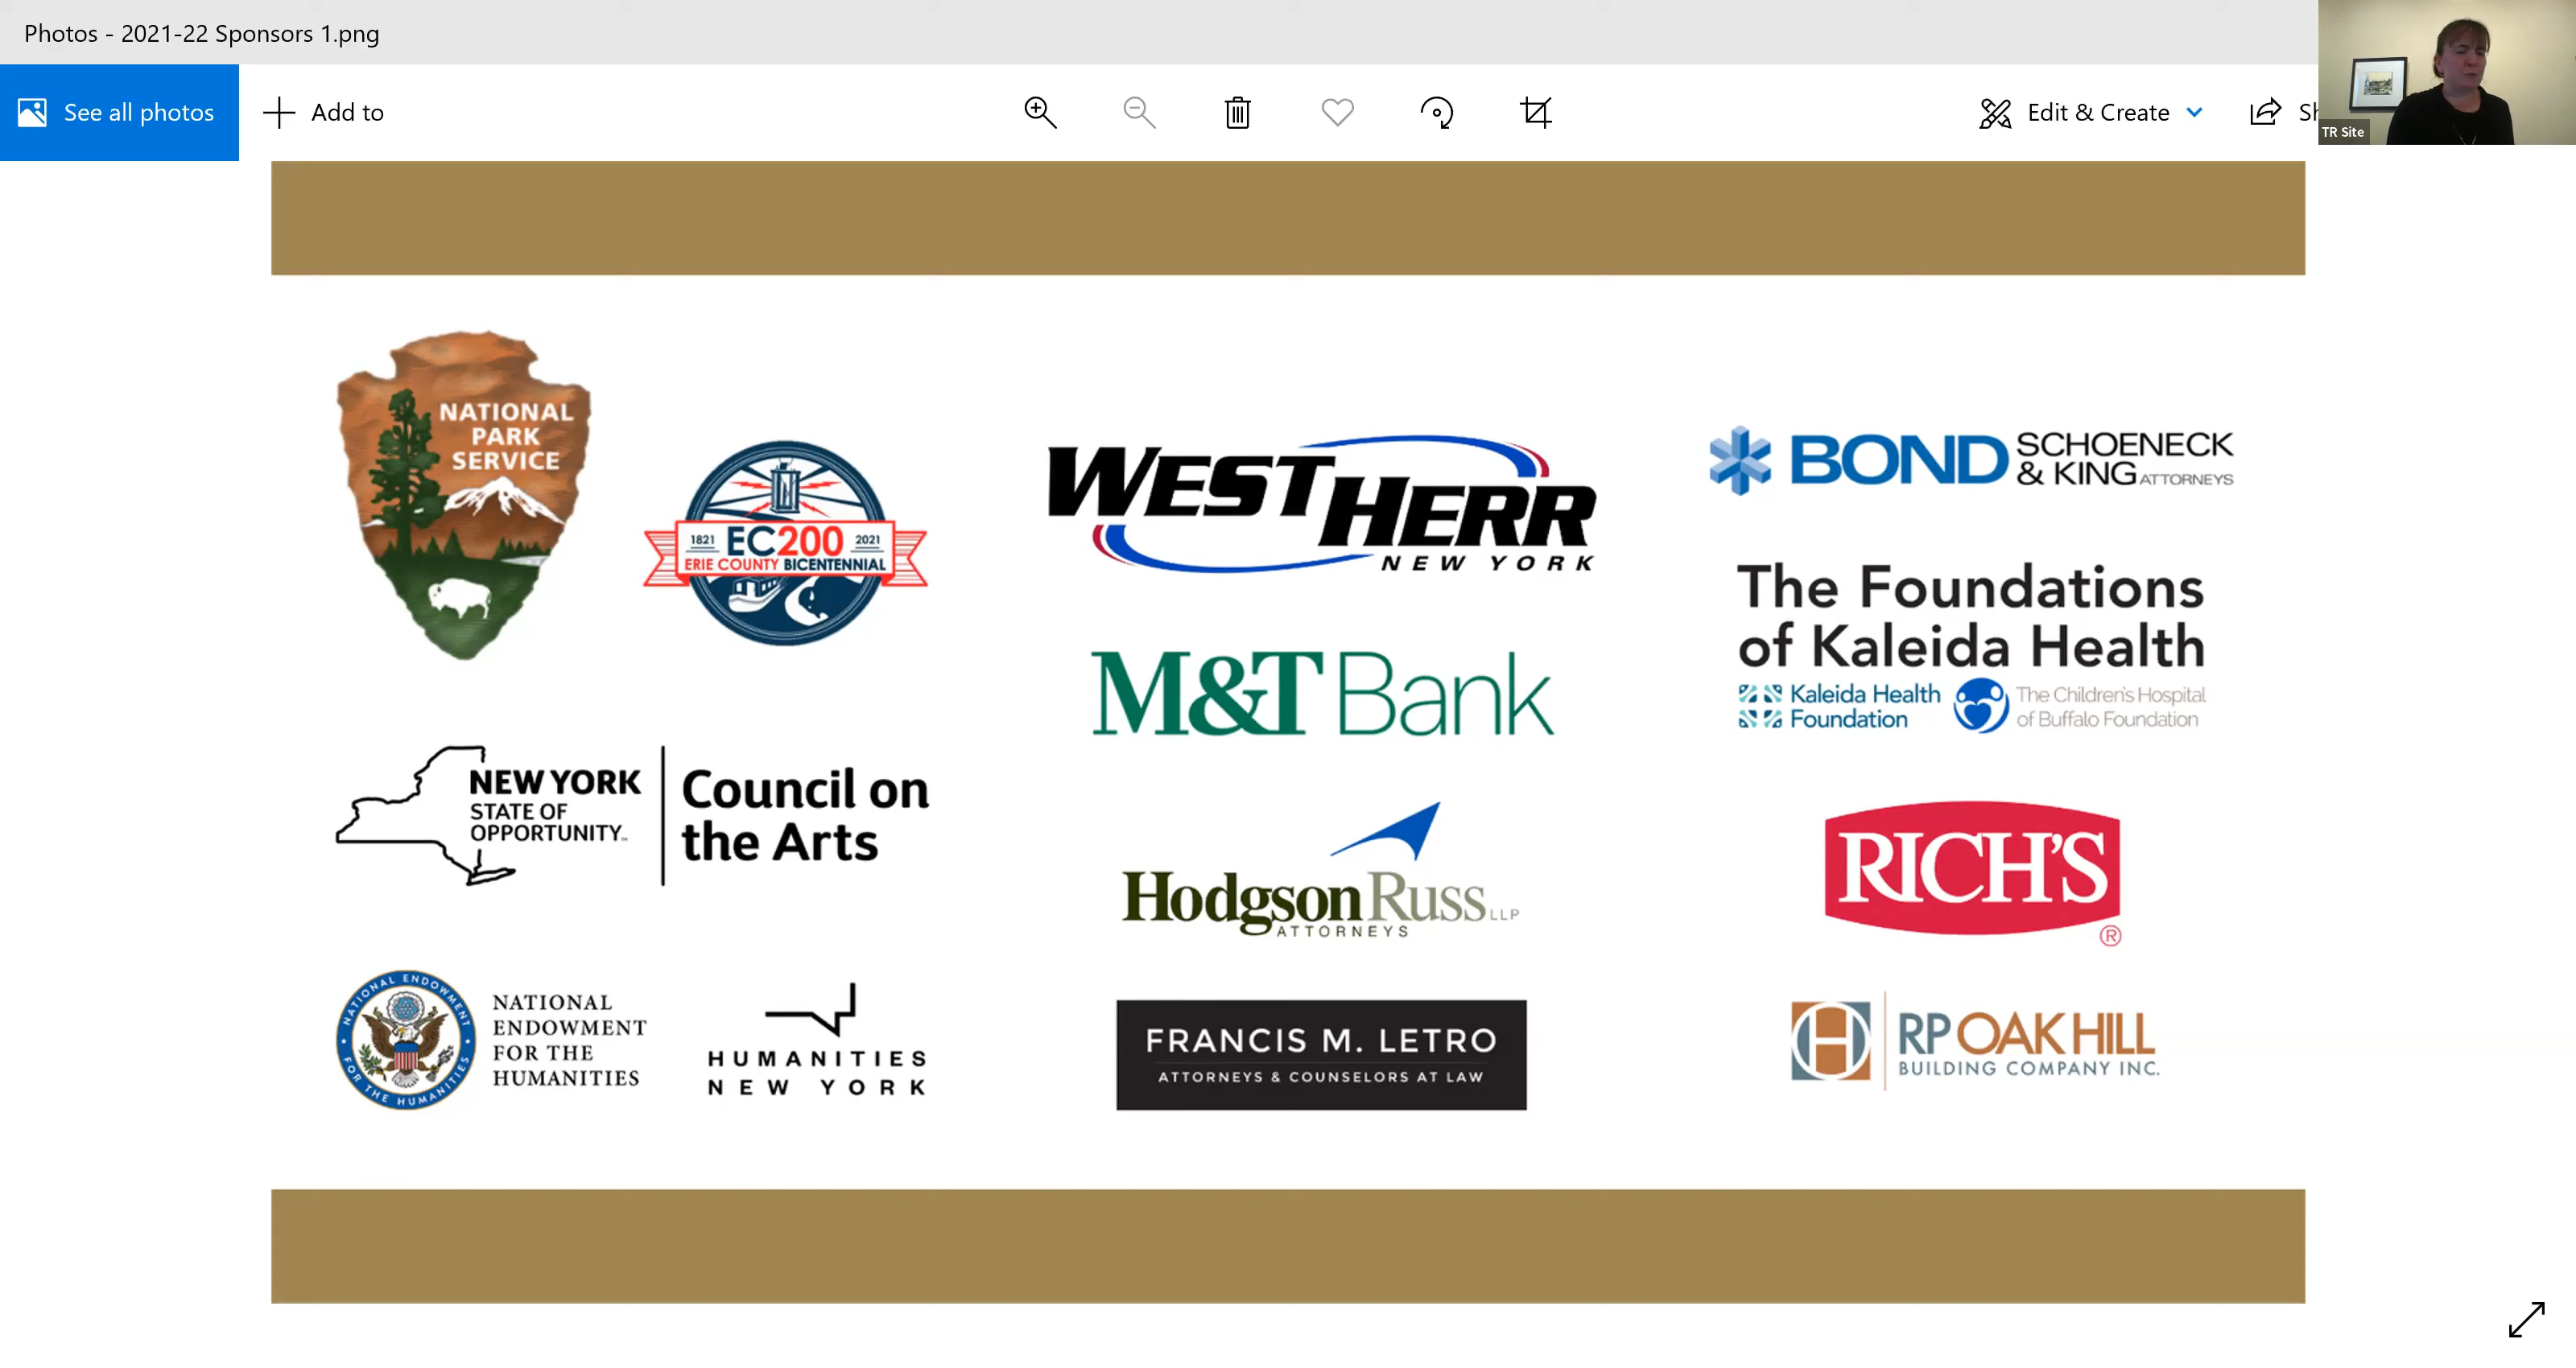 Photos - 2021-22 Sponsors 1.png
See all photos
Add to
Edit & Create
TR Site
NATIONAL
PARK
SERVICE
1821 EC200 2021
ERIE COUNTY BICENTENNIAL
NEW YORK
STATE OF
OPPORTUNITY™
Council on
the Arts
NATIONAL ENDOWMENT
FOR THE HUMANITIES
NATIONAL
ENDOWMENT
FOR THE
HUMANITIES
HUMANITIES
NEW YORK
WEST HERR
NEW YORK
M&T Bank
Hodgson Russ LLP
ATTORNEYS
FRANCIS M. LETRO
ATTORNEYS & COUNSELORS AT LAW
BOND SCHOENECK
& KING ATTORNEYS
The Foundations
of Kaleida Health
Kaleida Health
Foundation
The Children's Hospital
of Buffalo Foundation
RICH'S
®
RP OAK HILL
BUILDING COMPANY INC.